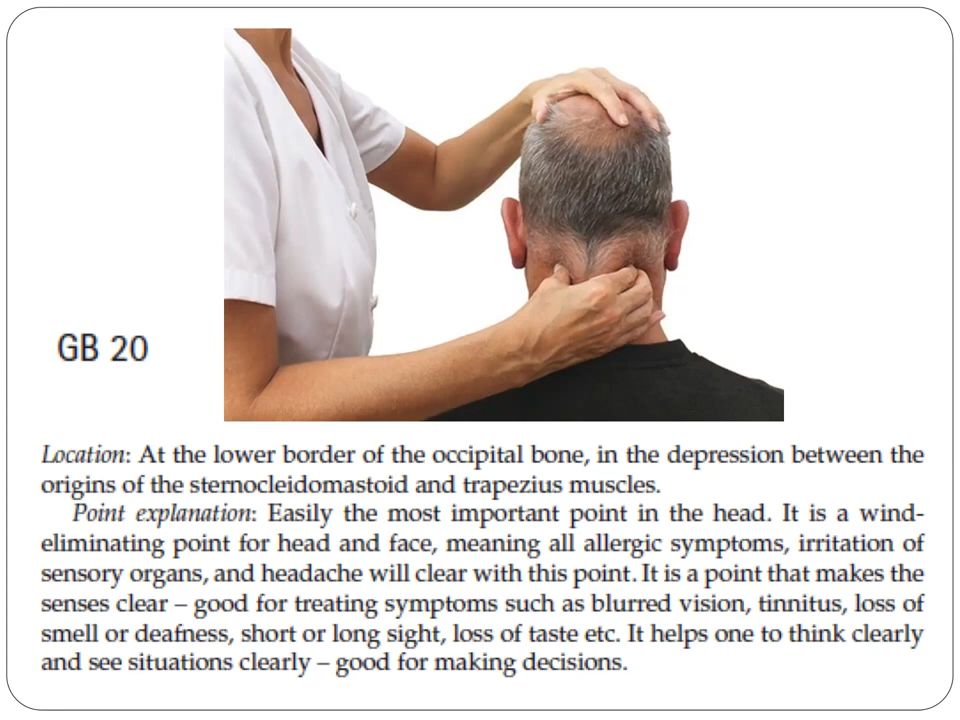 GB 20
Location: At the lower border of the occipital bone, in the depression between the
origins of the sternocleidomastoid and trapezius muscles.
Point explanation: Easily the most important point in the head. It is a wind-
eliminating point for head and face, meaning all allergic symptoms, irritation of
sensory organs, and headache will clear with this point. It is a point that makes the
senses clear – good for treating symptoms such as blurred vision, tinnitus, loss of
smell or deafness, short or long sight, loss of taste etc. It helps one to think clearly
and see situations clearly – good for making decisions.